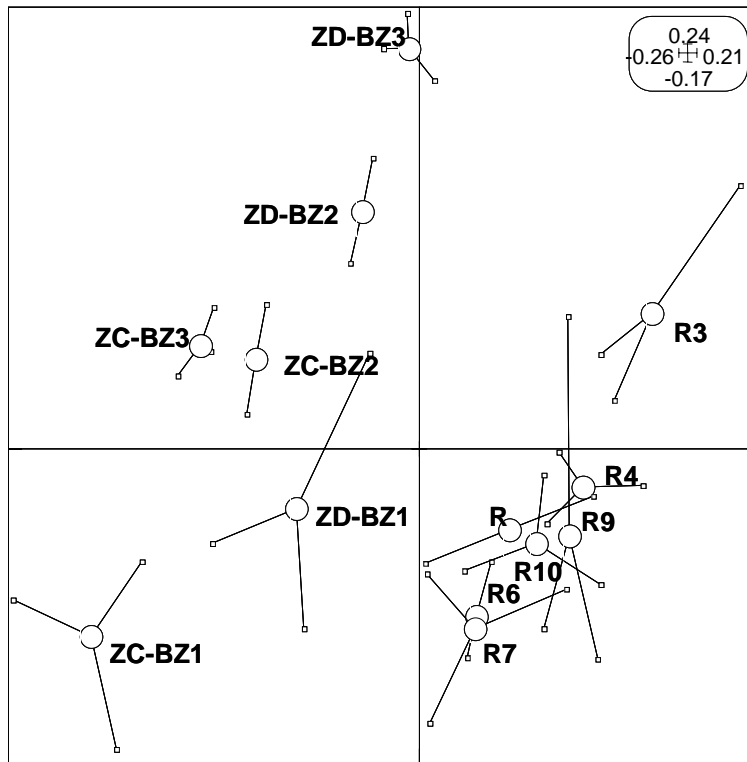 ZD-BZ3
0.24
-0.26 0.21
-0.17
ZD-BZ2
ZC-BZ3
R3
ZC-BZ2
R4
ZD-BZ1
R
R9
R10
R6
ZC-BZ1
R7